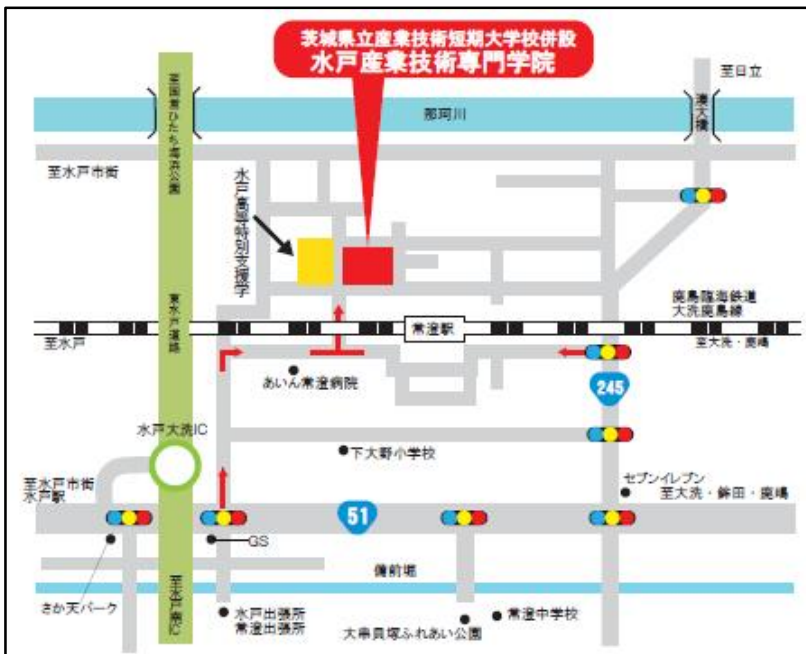 茨城県立産業技術短期大学校併設
水戸産業技術専門学院
至日立
至国営ひたち海浜公園
那珂川
湊大橋
至水戸市街
水戸高等特別支援学
鹿島臨海鉄道
大洗鹿島線
東水戸道路
常澄駅
至水戸
至大洗・鹿嶋
あいん常澄病院
245
水戸大洗IC
下大野小学校
至水戸市街
水戸駅
セブンイレブン
至大洗・鉾田・鹿嶋
51
GS
備前堀
さか天パーク
至水戸南IC
水戸出張所
常澄出張所
大串貝塚ふれあい公園
常澄中学校